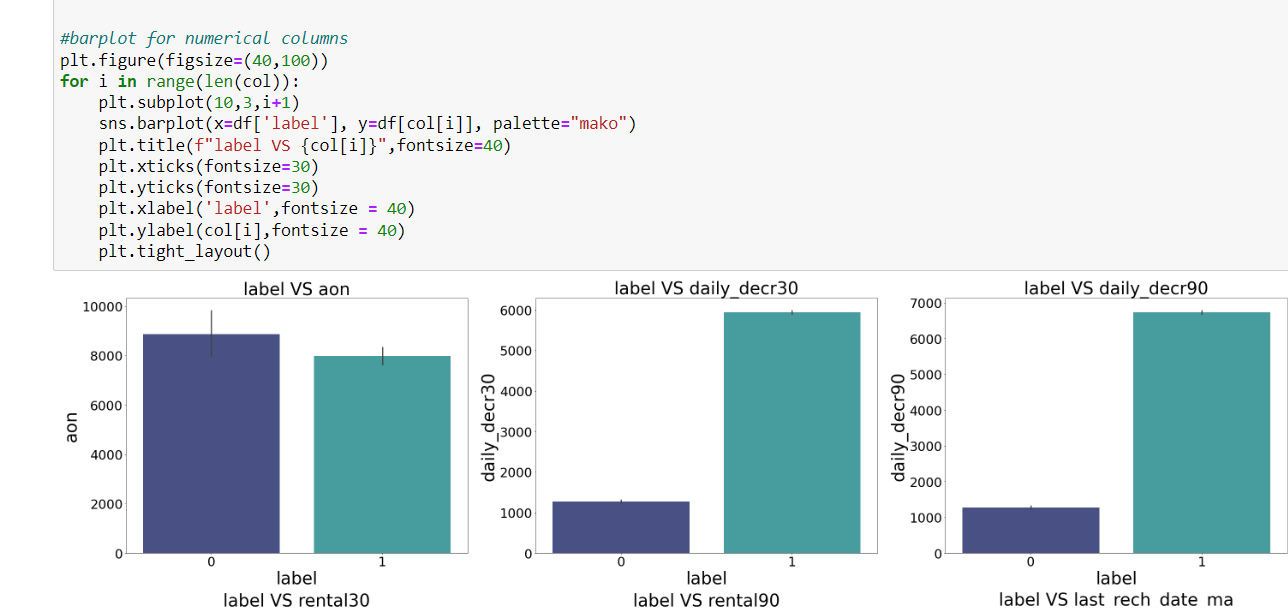 #barplot for numerical columns
plt.figure(figsize=(40,100))
for i in range(len(col)):
    plt.subplot(10,3,i+1)
    sns.barplot(x=df['label'], y=df[col[i]], palette="mako")
    plt.title(f"label VS {col[i]}",fontsize=40)
    plt.xticks(fontsize=30)
    plt.yticks(fontsize=30)
    plt.xlabel('label',fontsize = 40)
    plt.ylabel(col[i],fontsize = 40)
    plt.tight_layout()
label VS aon
10000
8000
6000
4000
2000
0
aon
0 1
label
label VS daily_decr30
6000
5000
4000
3000
2000
1000
0
daily_decr30
0 1
label
label VS daily_decr90
7000
6000
5000
4000
3000
2000
1000
0
daily_decr90
0 1
label
label VS rental30
label VS rental90
label VS last_rech_date_ma